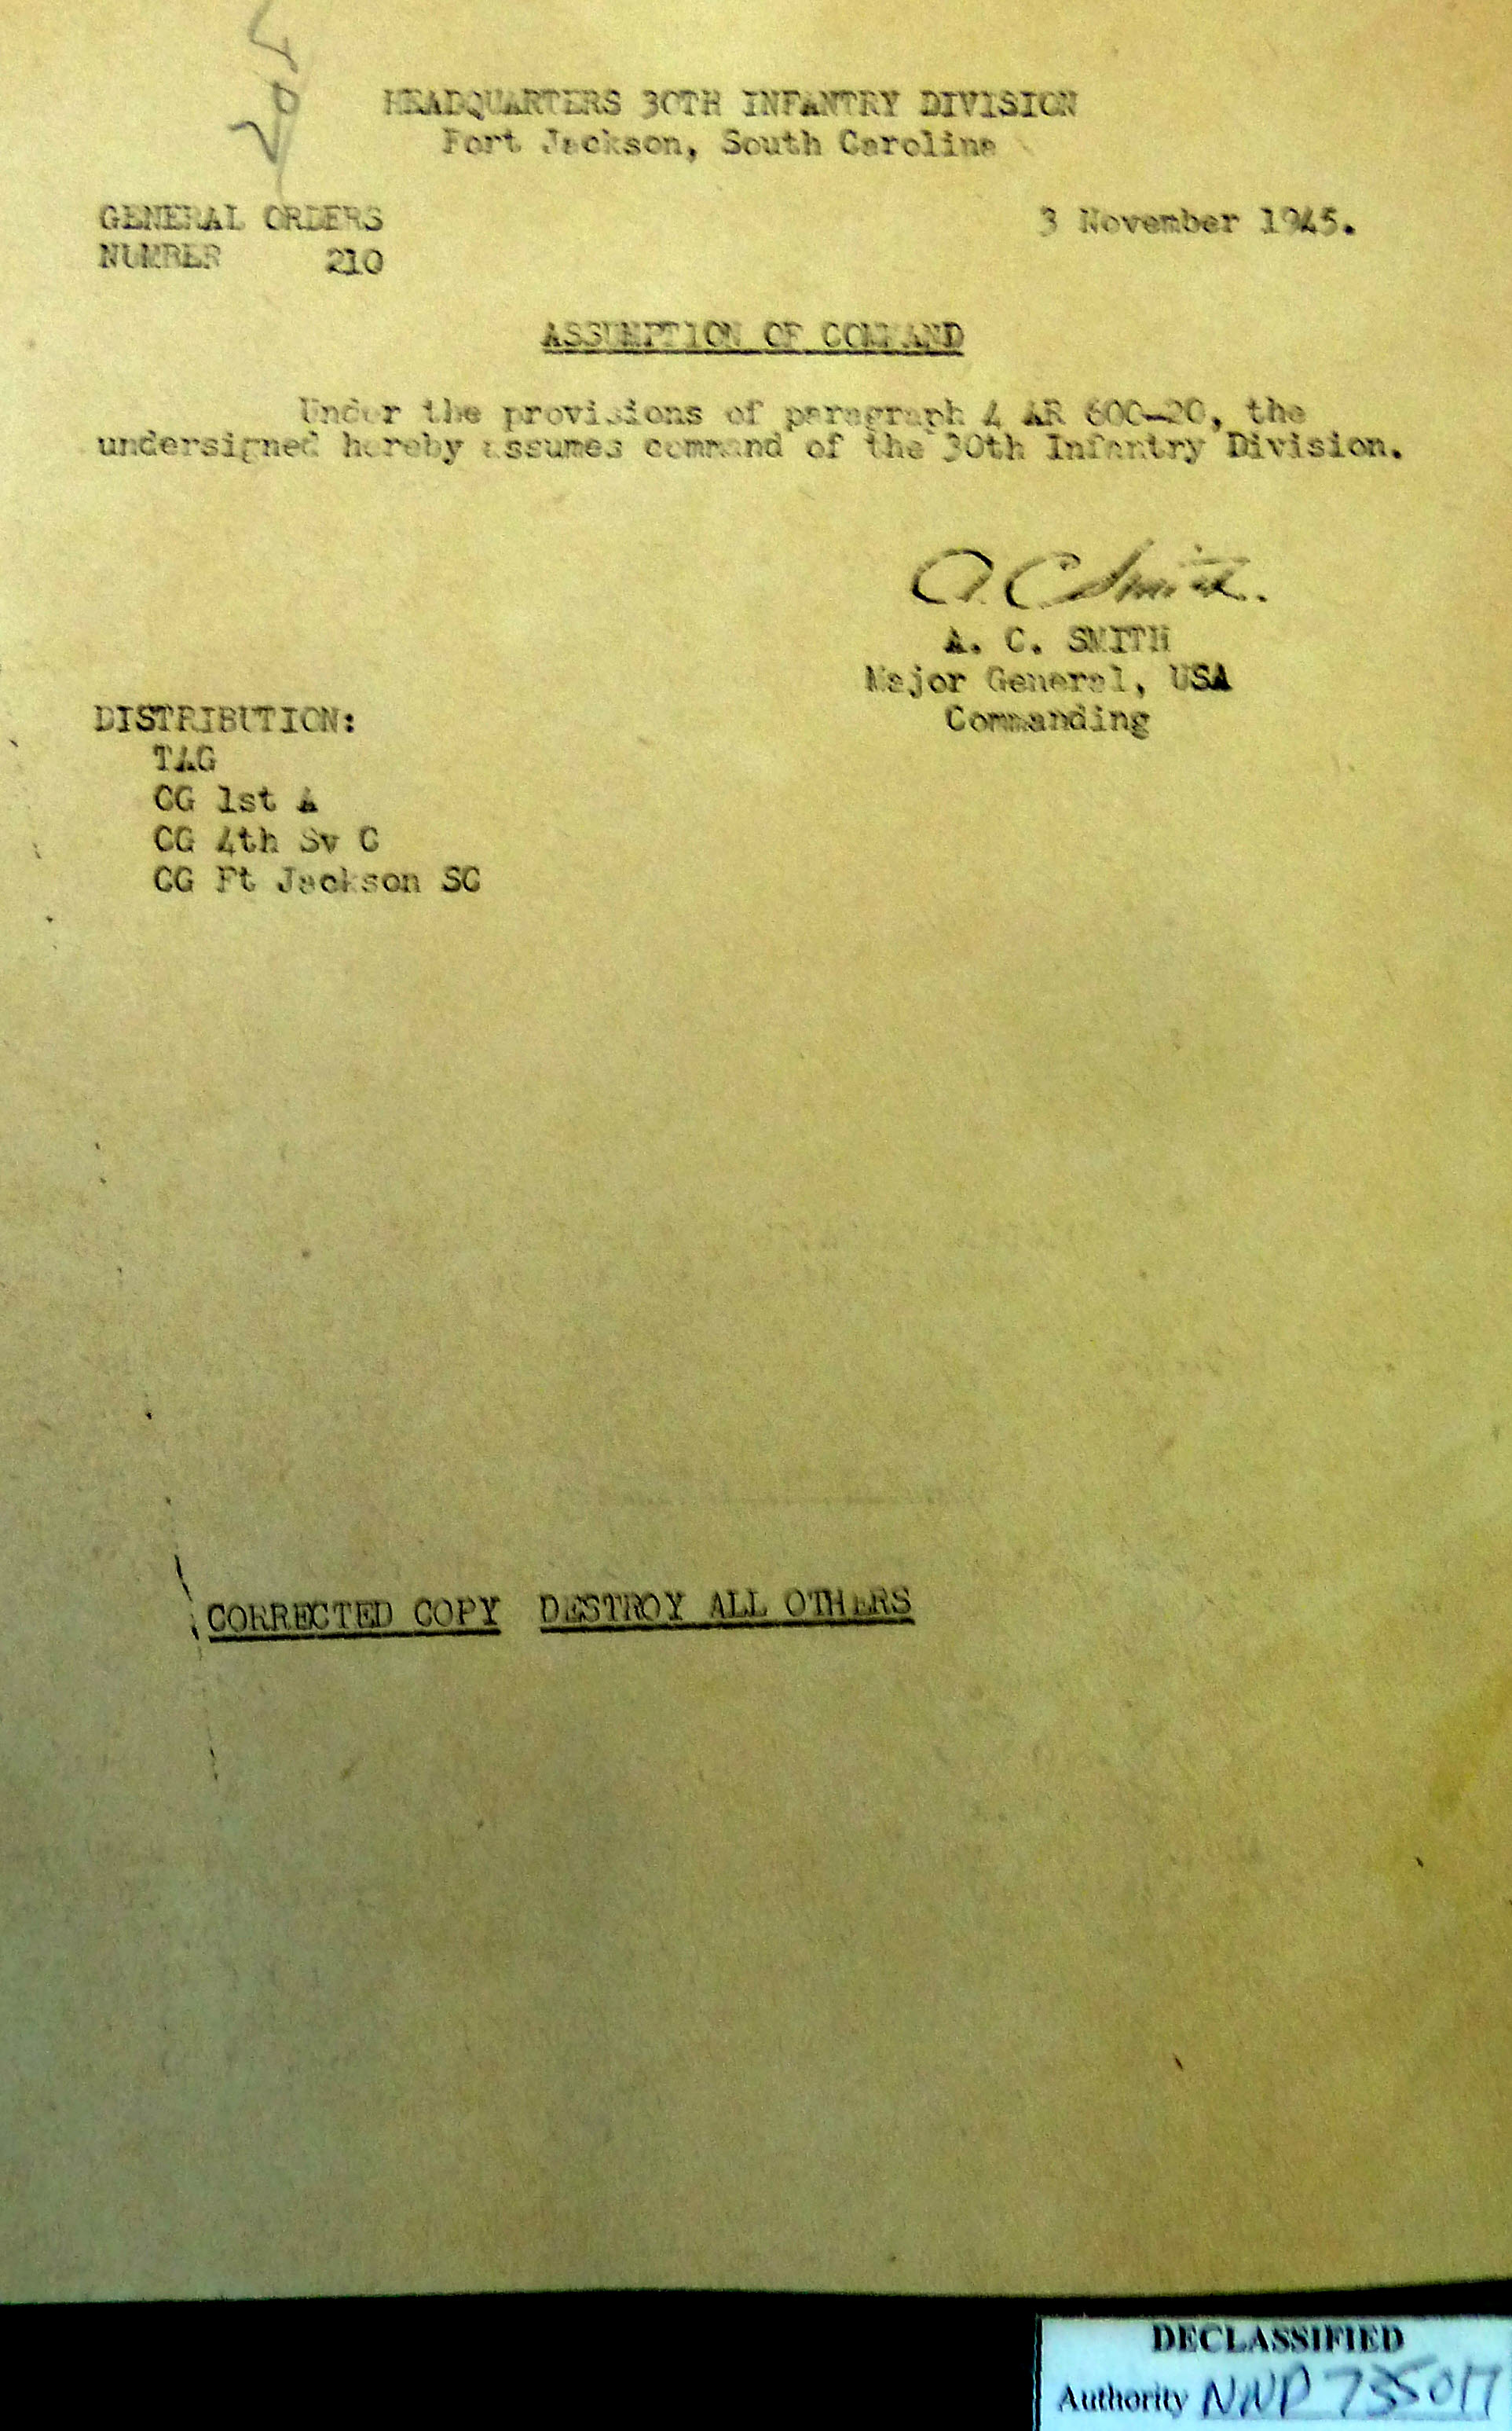 HEADQUARTERS 30TH INFANTRY DIVISION
Fort Jackson, South Carolina
GENERAL ORDERS
3 November 1945.
NUMBER 210
ASSUMPTION OF COMMAND
Under the provisions of paragraph 4 AR 600-20, the
undersigned hereby assumes command of the 30th Infantry Division.
A. C. Smith.
A. C. SMITH
Major General, USA
Commanding
DISTRIBUTION:
TAG
CG 1st A
CG 4th Sv C
CG Ft Jackson SC
CORRECTED COPY DESTROY ALL OTHERS
DECLASSIFIED
Authority NND 735017